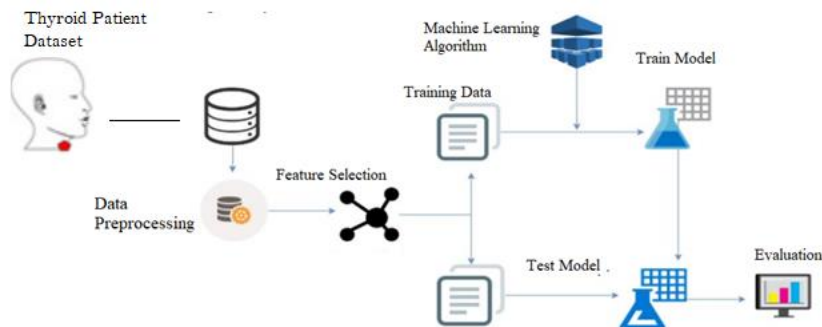 Thyroid Patient
Dataset
Machine Learning
Algorithm
Train Model
Training Data
Feature Selection
Data
Preprocessing
Test Model
Evaluation